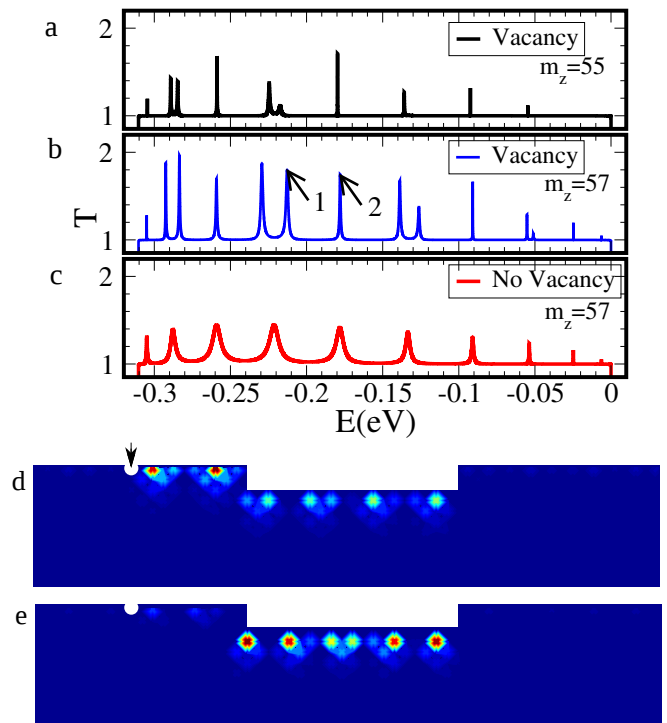 a
2
1
Vacancy
m_z=55
b
2
1
Vacancy
m_z=57
1
2
T
c
2
1
No Vacancy
m_z=57
-0.3 -0.25 -0.2 -0.15 -0.1 -0.05 0
E(eV)
d
e